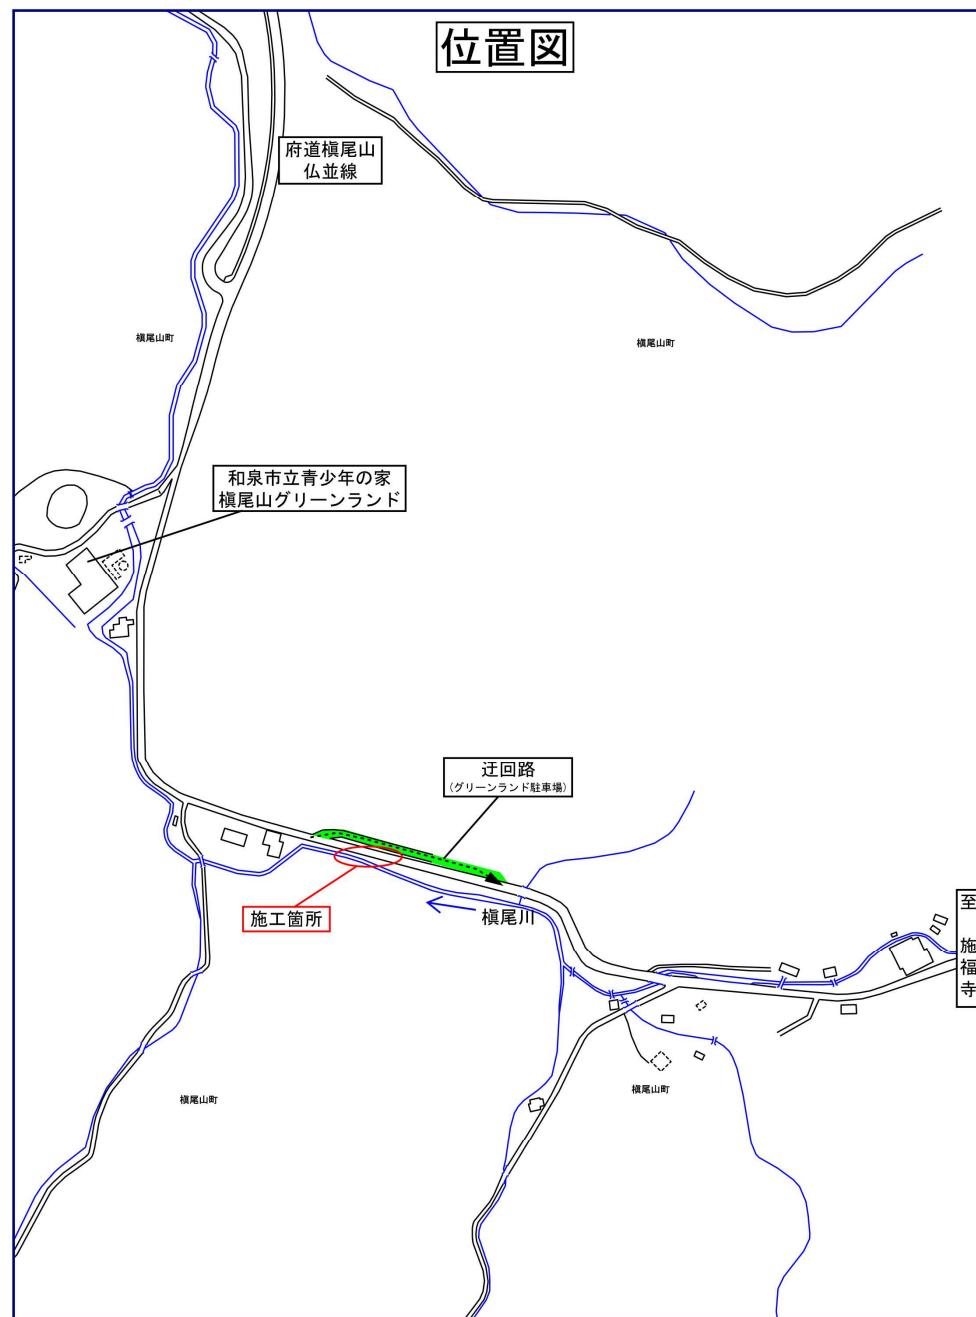 位置図
府道槇尾山
仏並線
槇尾山町
槇尾山町
和泉市立青少年の家
槇尾山グリーンランド
迂回路
(グリーンランド駐車場)
施工箇所
槇尾川
至
施福寺
槇尾山町
槇尾山町